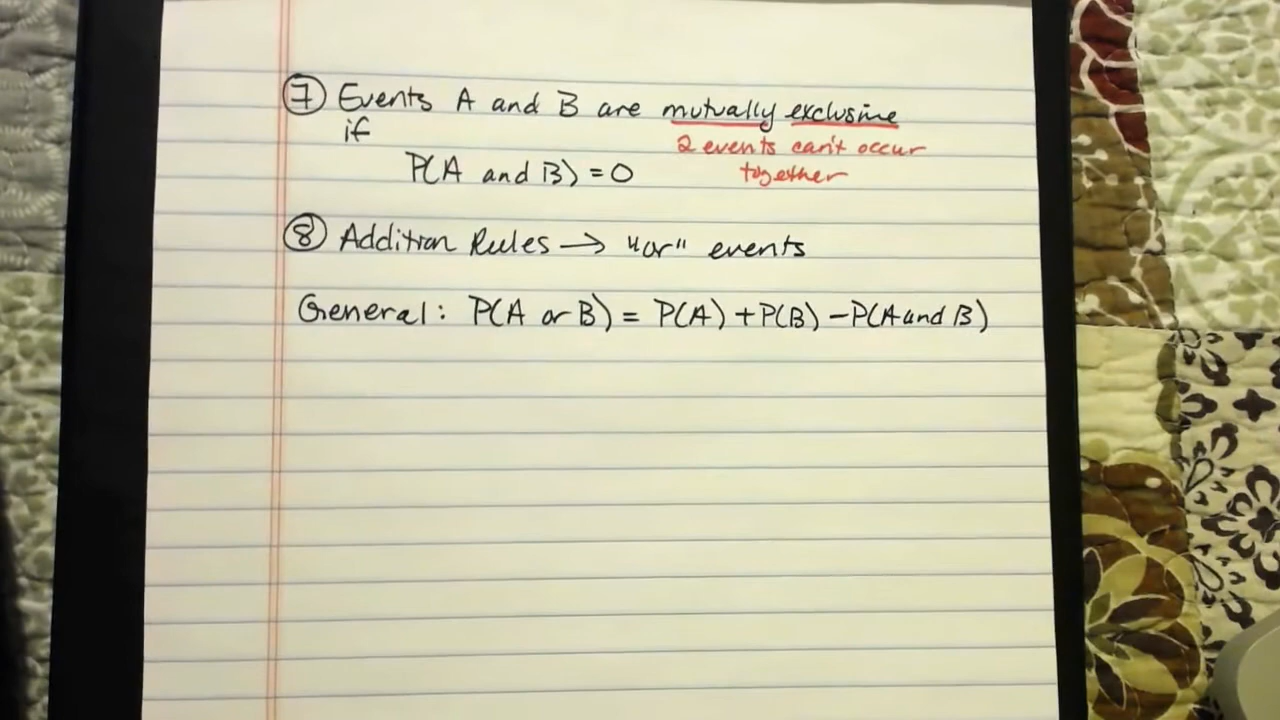 ⑦ Events A and B are mutually exclusive
if
2 events can't occur
together
P(A and B) = 0
⑧ Addition Rules → "or" events
General: P(A or B) = P(A) + P(B) - P(A and B)